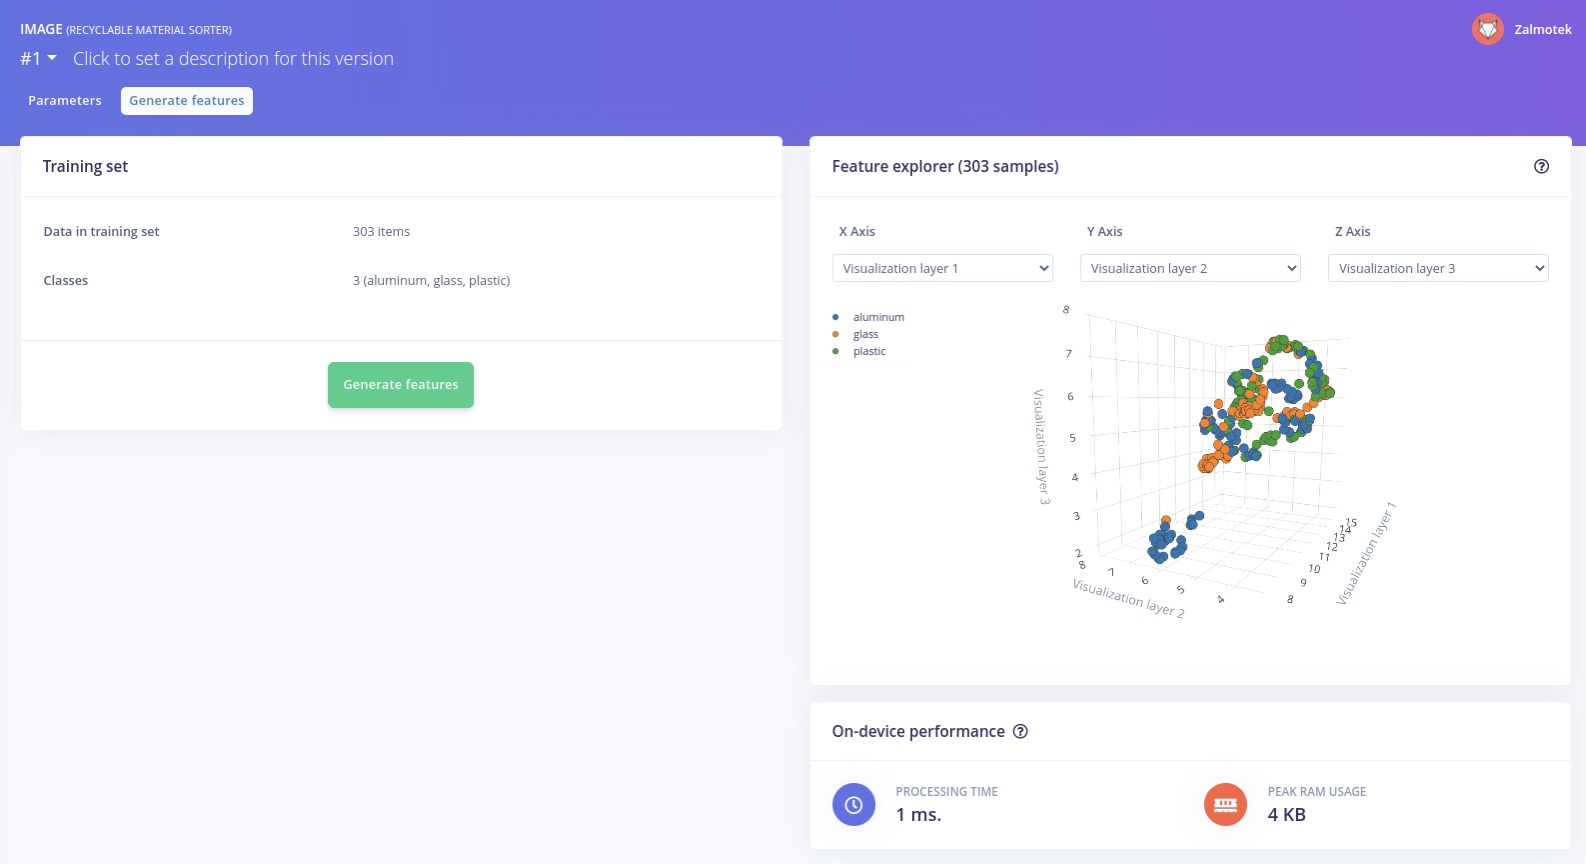 IMAGE (RECYCLABLE MATERIAL SORTER)
Zalmotek
#1 Click to set a description for this version
Parameters
Generate features
Training set
Data in training set 303 items
Classes 3 (aluminum, glass, plastic)
Generate features
Feature explorer (303 samples)
X Axis
Y Axis
Z Axis
Visualization layer 1
Visualization layer 2
Visualization layer 3
aluminum
glass
plastic
8
7
6
5
4
3
2
Visualization layer 3
8
7
6
5
4
Visualization layer 2
15
14
13
12
11
10
9
8
Visualization layer 1
On-device performance
PROCESSING TIME
1 ms.
PEAK RAM USAGE
4 KB